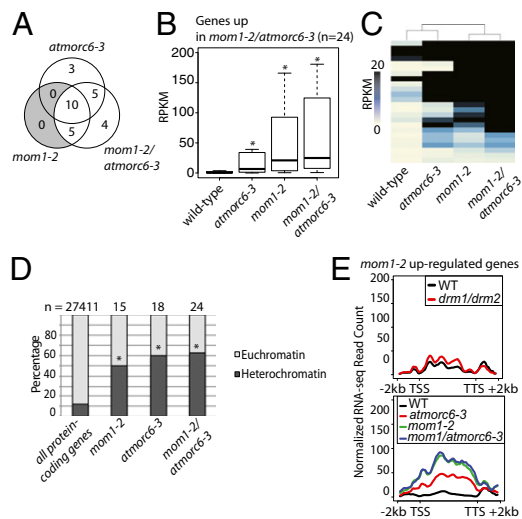 A
atmorc6-3
3
0
5
10
0
5
4
mom1-2
mom1-2/
atmorc6-3
B
Genes up
in mom1-2/atmorc6-3 (n=24)
RPKM
200
150
100
50
0
*
*
*
wild-type
atmorc6-3
mom1-2
mom1-2/
atmorc6-3
C
20
RPKM
0
wild-type
atmorc6-3
mom1-2
mom1-2/
atmorc6-3
D
n = 27411 15 18 24
Percentage
80
60
40
20
0
*
*
*
Euchromatin
Heterochromatin
all protein-
coding genes
mom1-2
atmorc6-3
mom1-2/
atmorc6-3
E
mom1-2 up-regulated genes
Normalized RNA-seq Read Count
200
150
100
50
0
WT
drm1/drm2
-2kb TSS TTS +2kb
200
150
100
50
0
WT
atmorc6-3
mom1-2
mom1/atmorc6-3
-2kb TSS TTS +2kb